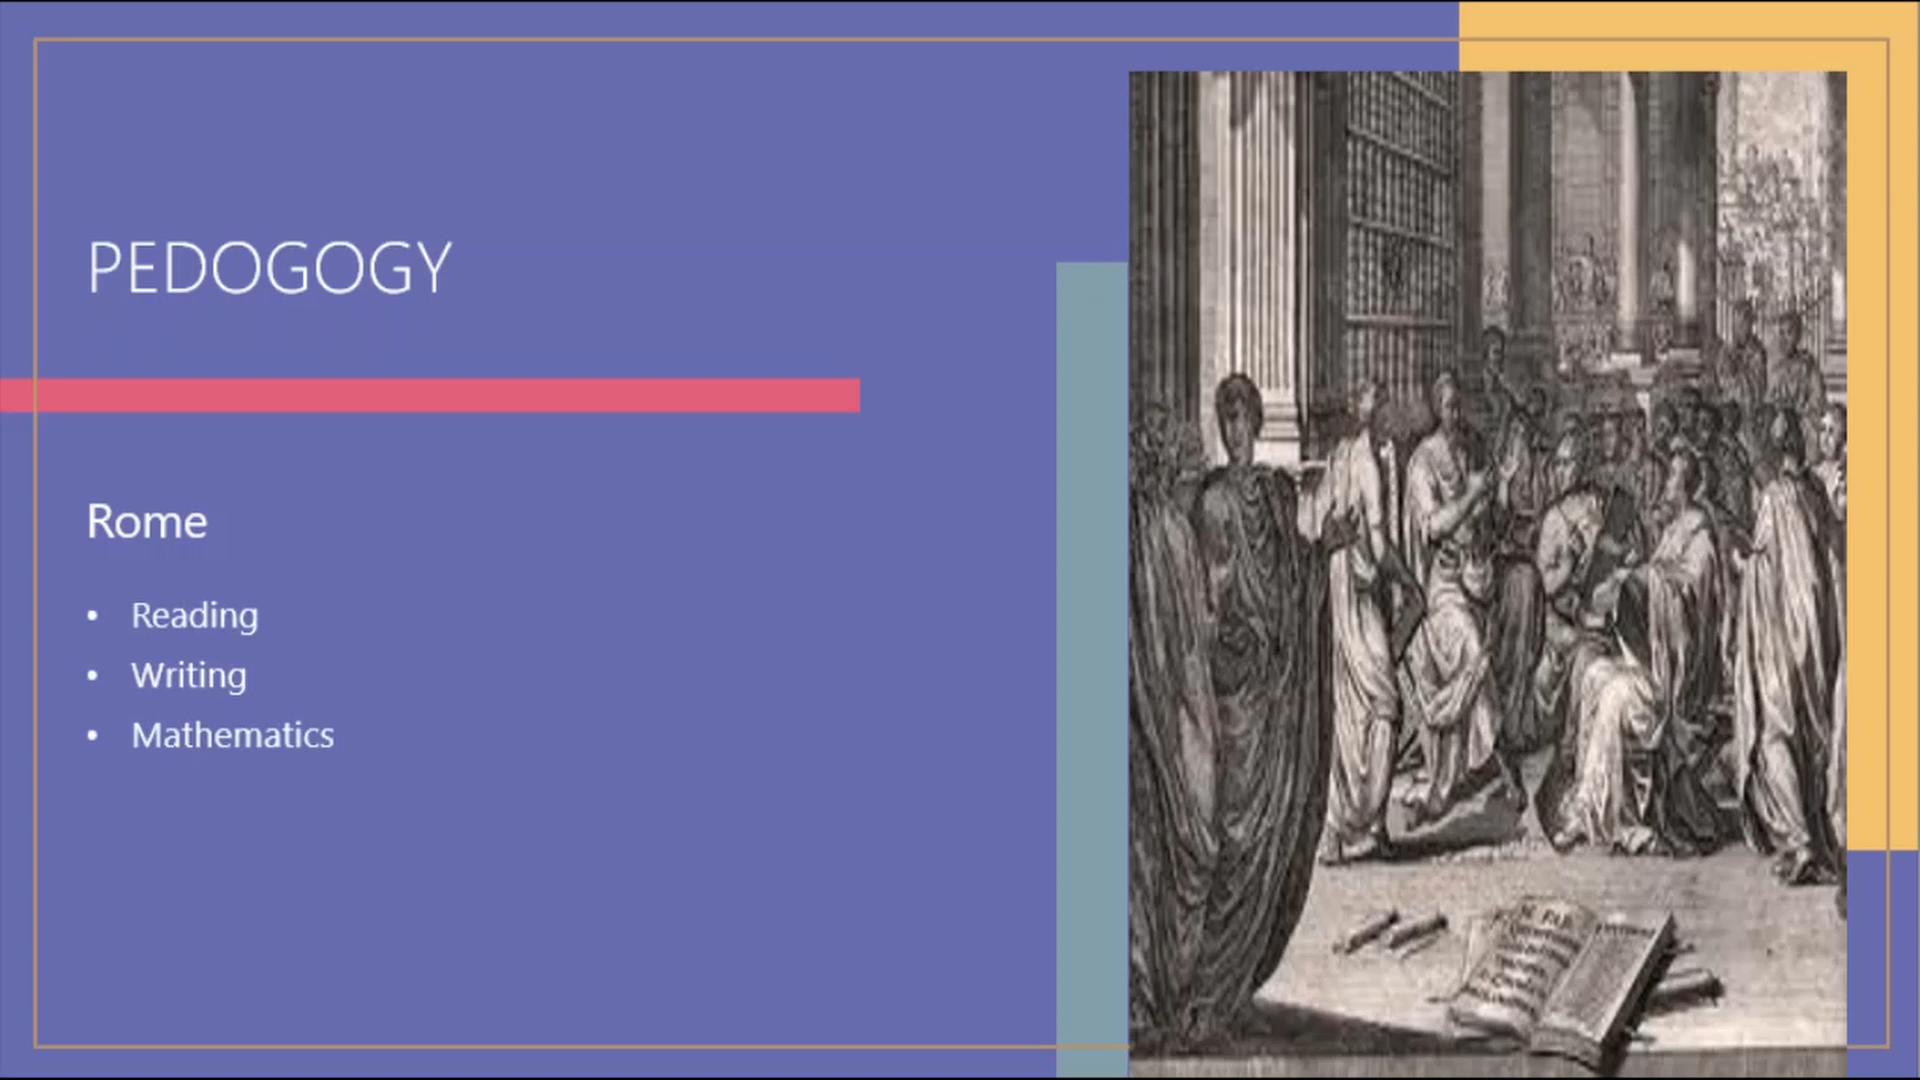 PEDOGOGY
Rome
• Reading
• Writing
• Mathematics